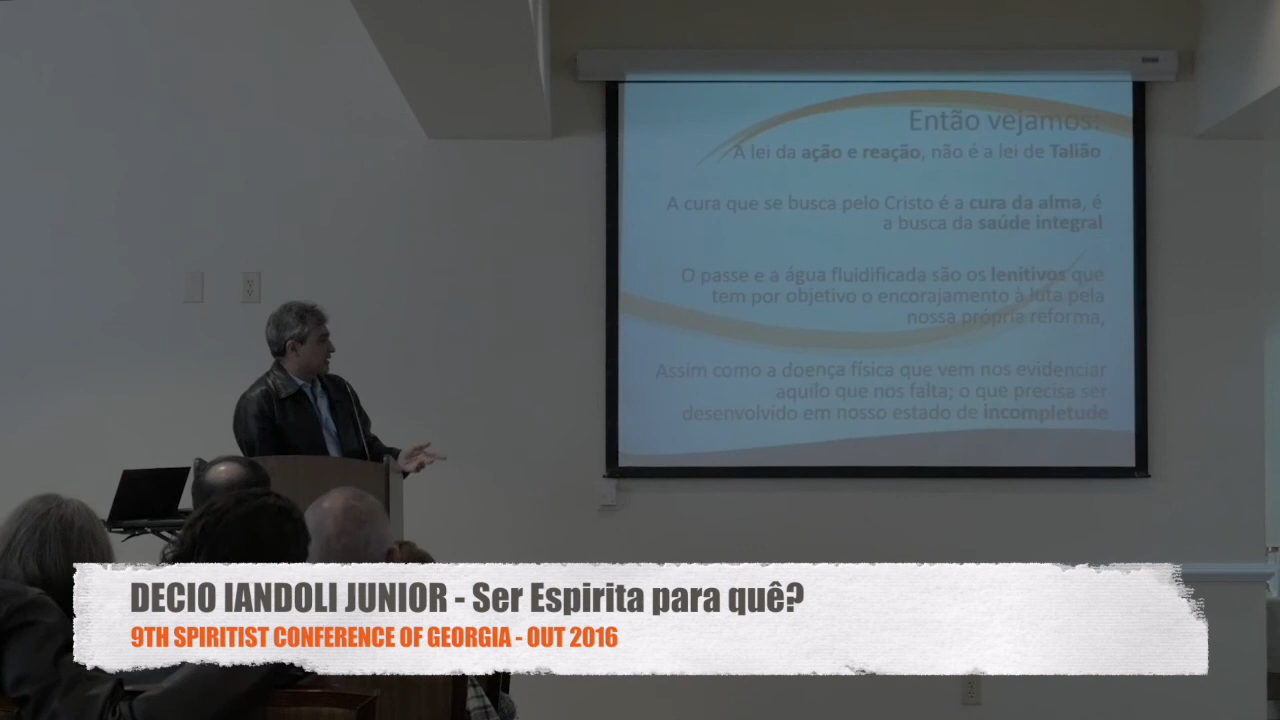 Então vejamos:
A lei da ação e reação, não é a lei de Talião
A cura que se busca pelo Cristo é a cura da alma, é
a busca da saúde integral
O passe e a água fluidificada são os lenitivos que
tem por objetivo o encorajamento à luta pela
nossa própria reforma,
Assim como a doença física que vem nos evidenciar
aquilo que nos falta; o que precisa ser
desenvolvido em nosso estado de incompletude
DECIO IANDOLI JUNIOR - Ser Espirita para quê?
9TH SPIRITIST CONFERENCE OF GEORGIA - OUT 2016